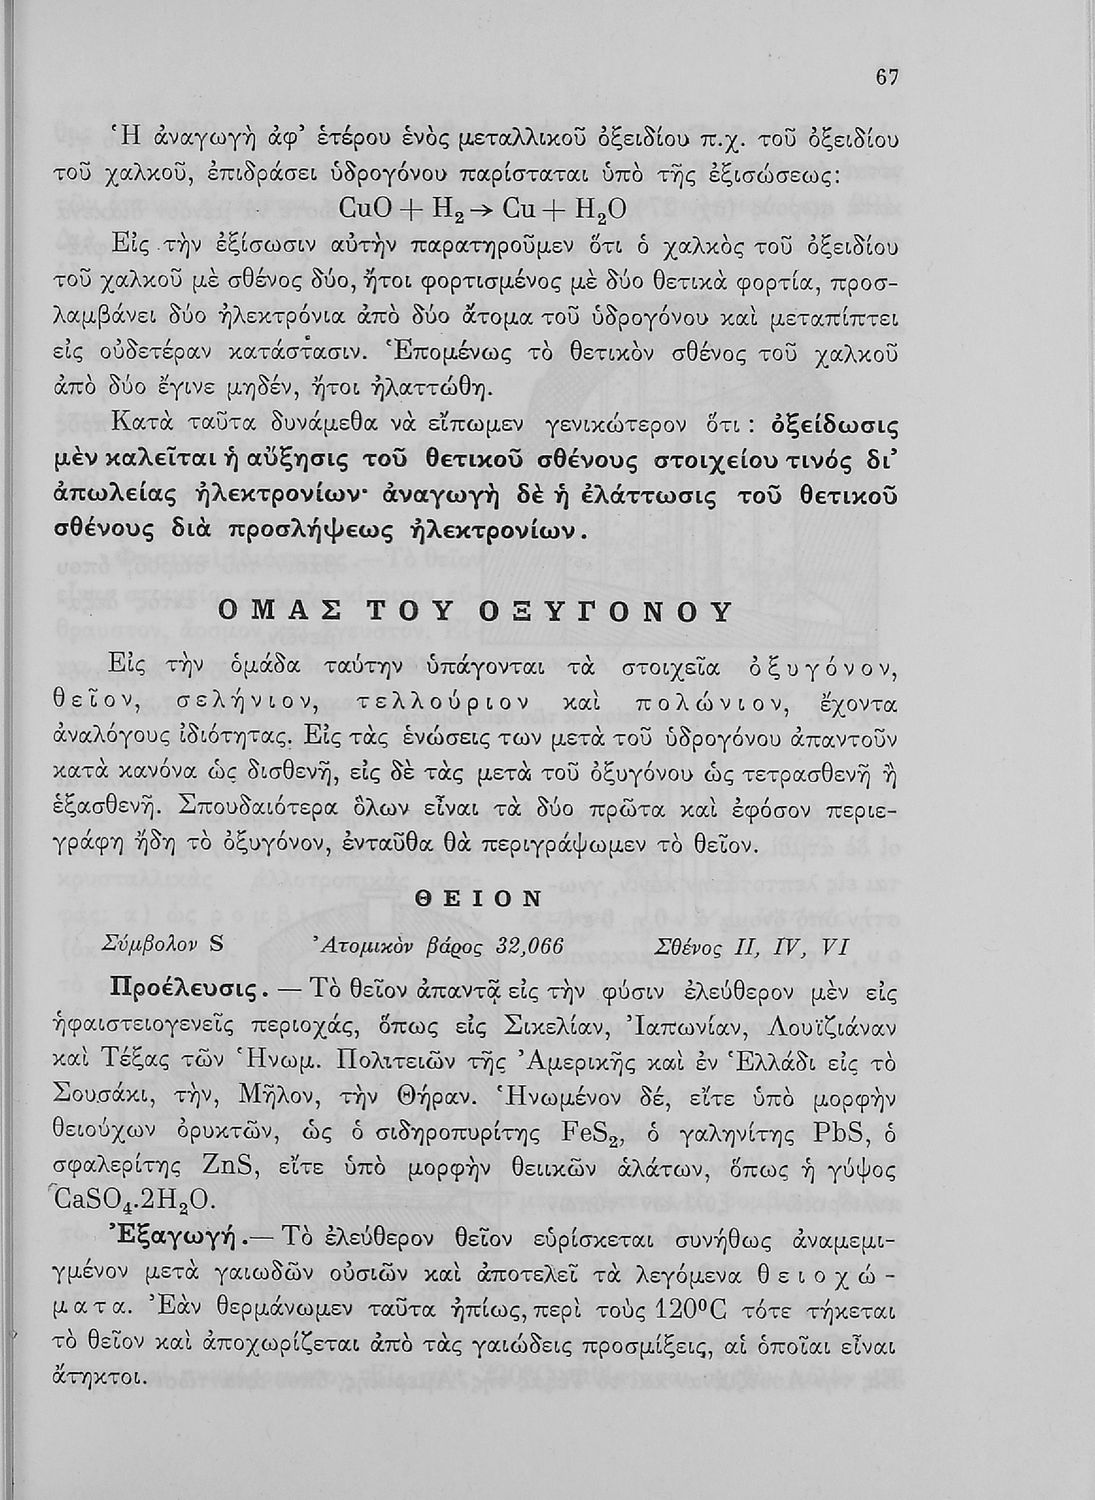 67
Ἡ ἀναγωγὴ ἀφ’ ἑτέρου ἑνὸς μεταλλικοῦ ὀξειδίου π.χ. τοῦ ὀξειδίου
τοῦ χαλκοῦ, ἐπιδράσει ὑδρογόνου παρίσταται ὑπὸ τῆς ἐξισώσεως:
CuO + H₂ → Cu + H₂O
Εἰς τὴν ἐξίσωσιν αὐτὴν παρατηροῦμεν ὅτι ὁ χαλκὸς τοῦ ὀξειδίου
τοῦ χαλκοῦ μὲ σθένος δύο, ἤτοι φορτισμένος μὲ δύο θετικὰ φορτία, προσ-
λαμβάνει δύο ἠλεκτρόνια ἀπὸ δύο ἄτομα τοῦ ὑδρογόνου καὶ μεταπίπτει
εἰς οὐδετέραν κατάστασιν. Ἑπομένως τὸ θετικὸν σθένος τοῦ χαλκοῦ
ἀπὸ δύο ἔγινε μηδέν, ἤτοι ἠλαττώθη.
Κατὰ ταῦτα δυνάμεθα νὰ εἴπωμεν γενικώτερον ὅτι : ὀξείδωσις
μὲν καλεῖται ἡ αὔξησις τοῦ θετικοῦ σθένους στοιχείου τινός δι’
ἀπωλείας ἠλεκτρονίων· ἀναγωγὴ δὲ ἡ ἐλάττωσις τοῦ θετικοῦ
σθένους διὰ προσλήψεως ἠλεκτρονίων.
ΟΜΑΣ ΤΟΥ ΟΞΥΓΟΝΟΥ
Εἰς τὴν ὁμάδα ταύτην ὑπάγονται τὰ στοιχεῖα ὀξυγόνον,
θεῖον, σελήνιον, τελλούριον καὶ πολώνιον, ἔχοντα
ἀναλόγους ἰδιότητας. Εἰς τὰς ἑνώσεις των μετὰ τοῦ ὑδρογόνου ἀπαντοῦν
κατὰ κανόνα ὡς δισθενῆ, εἰς δὲ τὰς μετὰ τοῦ ὀξυγόνου ὡς τετρασθενῆ ἢ
ἑξασθενῆ. Σπουδαιότερα ὅλων εἶναι τὰ δύο πρῶτα καὶ ἐφόσον περιε-
γράφη ἤδη τὸ ὀξυγόνον, ἐνταῦθα θὰ περιγράψωμεν τὸ θεῖον.
ΘΕΙΟΝ
Σύμβολον S Ἀτομικὸν βάρος 32,066 Σθένος II, IV, VI
Προέλευσις. — Τὸ θεῖον ἀπαντᾷ εἰς τὴν φύσιν ἐλεύθερον μὲν εἰς
ἡφαιστειογενεῖς περιοχάς, ὅπως εἰς Σικελίαν, Ἰαπωνίαν, Λουϊζιάναν
καὶ Τέξας τῶν Ἡνωμ. Πολιτειῶν τῆς Ἀμερικῆς καὶ ἐν Ἑλλάδι εἰς τὸ
Σουσάκι, τὴν, Μῆλον, τὴν Θήραν. Ἡνωμένον δέ, εἴτε ὑπὸ μορφὴν
θειούχων ὀρυκτῶν, ὡς ὁ σιδηροπυρίτης FeS₂, ὁ γαληνίτης PbS, ὁ
σφαλερίτης ZnS, εἴτε ὑπὸ μορφὴν θειικῶν ἁλάτων, ὅπως ἡ γύψος
CaSO₄.2H₂O.
Ἐξαγωγή.— Τὸ ἐλεύθερον θεῖον εὑρίσκεται συνήθως ἀναμεμι-
γμένον μετὰ γαιωδῶν οὐσιῶν καὶ ἀποτελεῖ τὰ λεγόμενα θειοχώ-
ματα. Ἐὰν θερμάνωμεν ταῦτα ἠπίως, περὶ τοὺς 120⁰C τότε τήκεται
τὸ θεῖον καὶ ἀποχωρίζεται ἀπὸ τὰς γαιώδεις προσμίξεις, αἱ ὁποῖαι εἶναι
ἄτηκτοι.